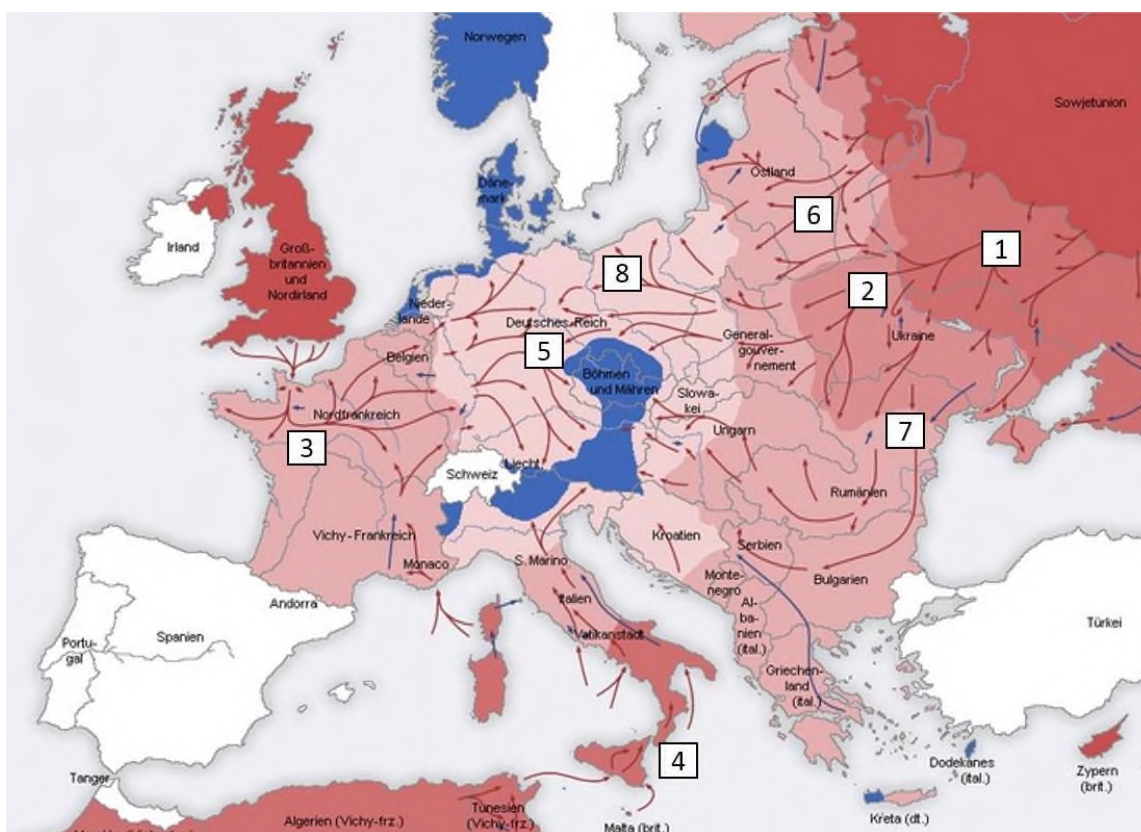 Norwegen
Sowjetunion
Däne-
mark
Ostland
Irland
Groß-
britannien
und
Nordirland
6
1
8
2
Nieder-
lande
Deutsches-Reich
General-
gouver-
nement
Ukraine
5
Belgien
Böhmen
und Mähren
Slowa-
kei
Nordfrankreich
3
Ungarn
7
Schweiz
Liecht.
Rumänien
Vichy-Frankreich
Kroatien
Serbien
S. Marino
Monaco
Bulgarien
Monte-
negro
Andorra
Italien
Al-
ba-
nien
(ital.)
Türkei
Portu-
gal
Spanien
Vatikanstadt
Griechen-
land
(ital.)
4
Tanger
Dodekanes
(ital.)
Zypern
(brit.)
Algerien (Vichy-frz.)
Tunesien
(Vichy-frz.)
Malta (brit.)
Kreta (dt.)